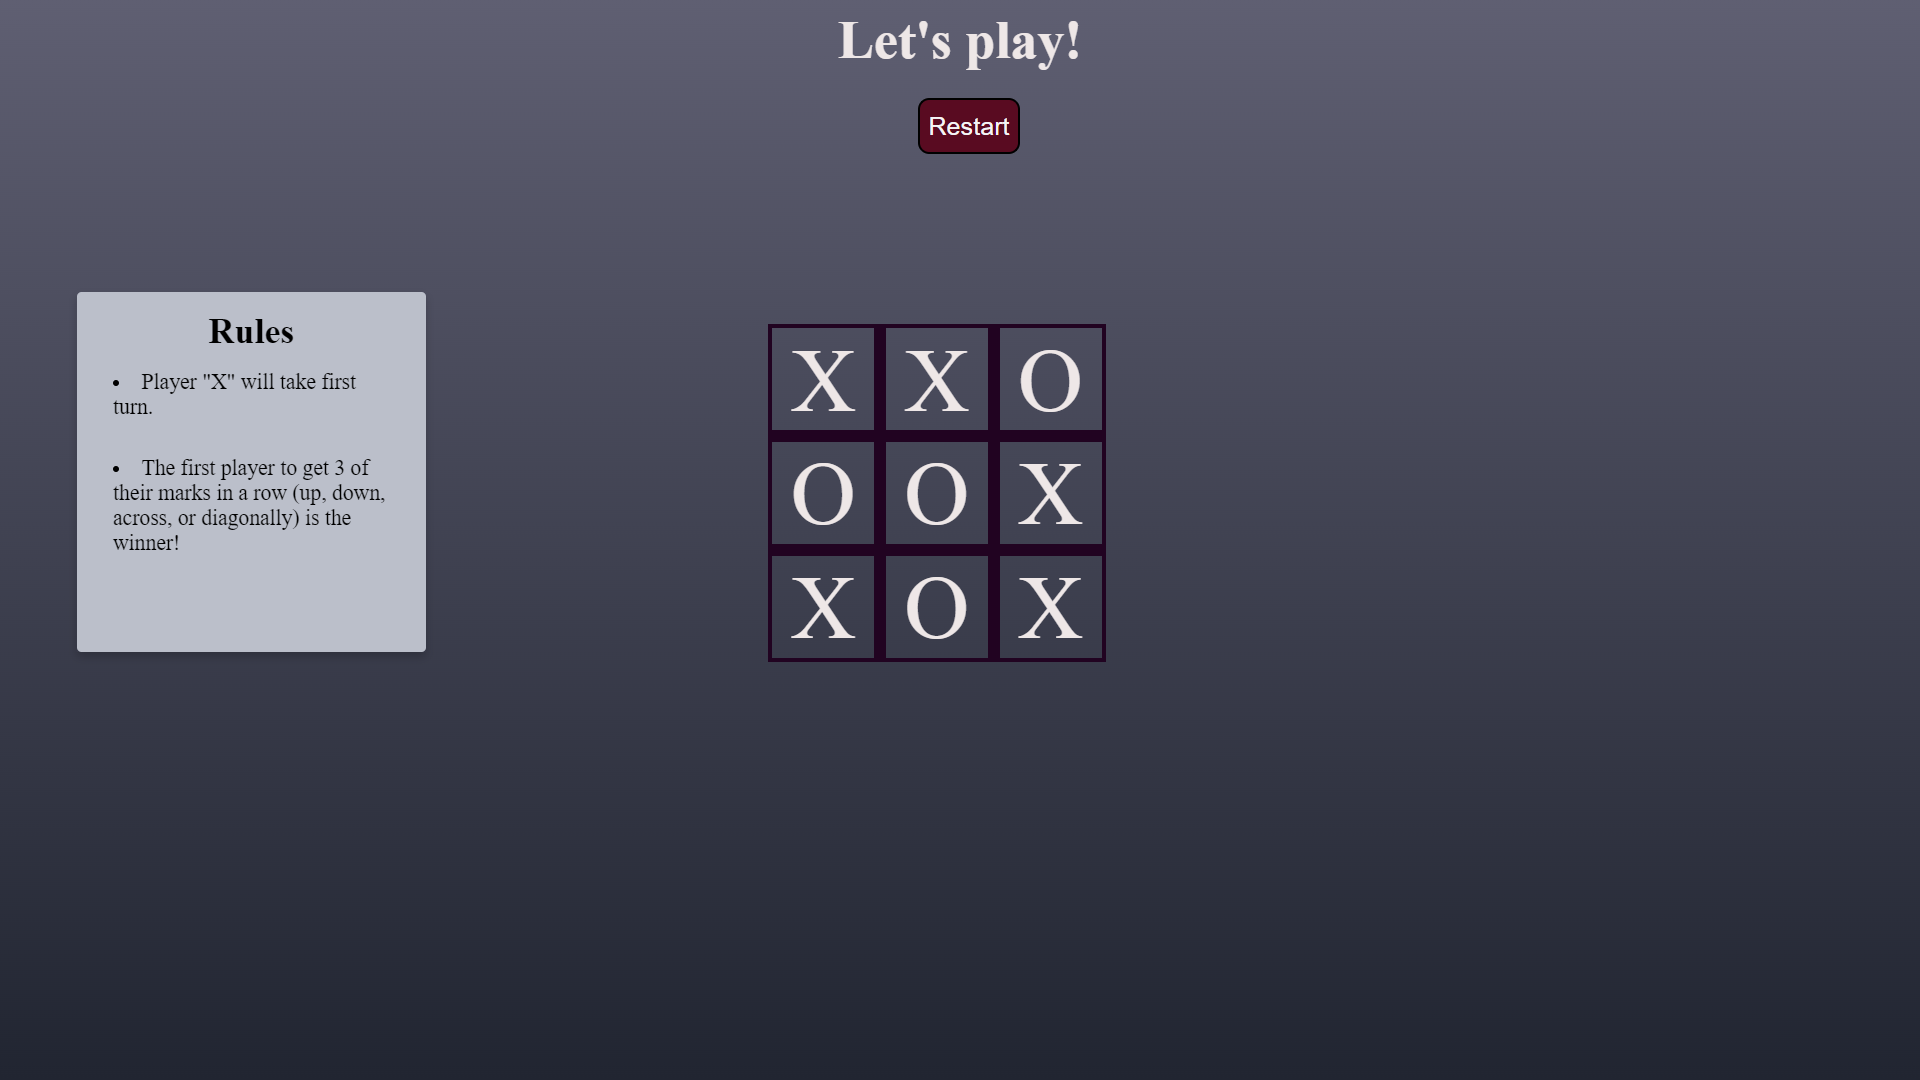 Let's play!
Restart
Rules
• Player "X" will take first
turn.
• The first player to get 3 of
their marks in a row (up, down,
across, or diagonally) is the
winner!
X X O
O O X
X O X